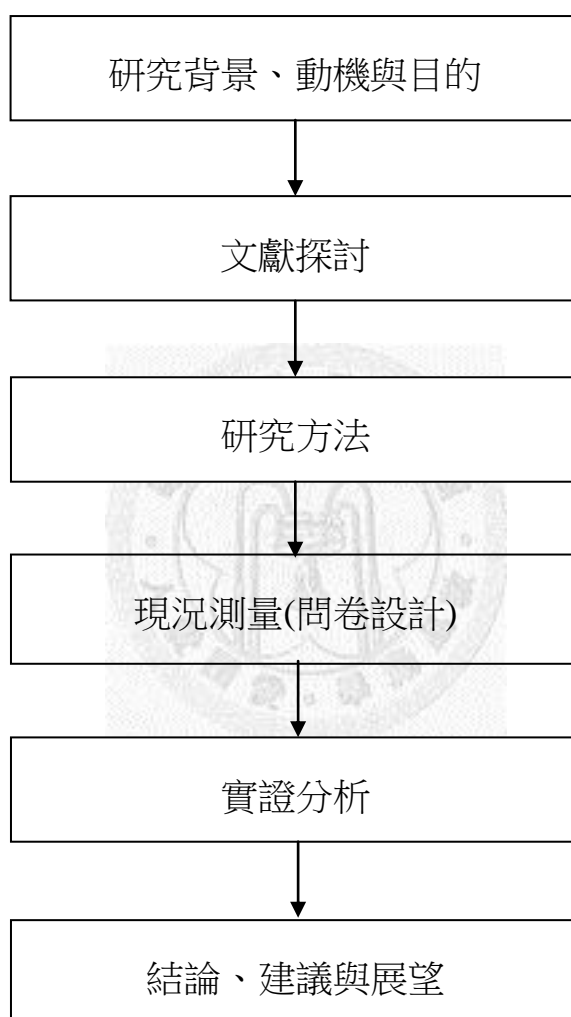 研究背景、動機與目的
文獻探討
研究方法
現況測量(問卷設計)
實證分析
結論、建議與展望